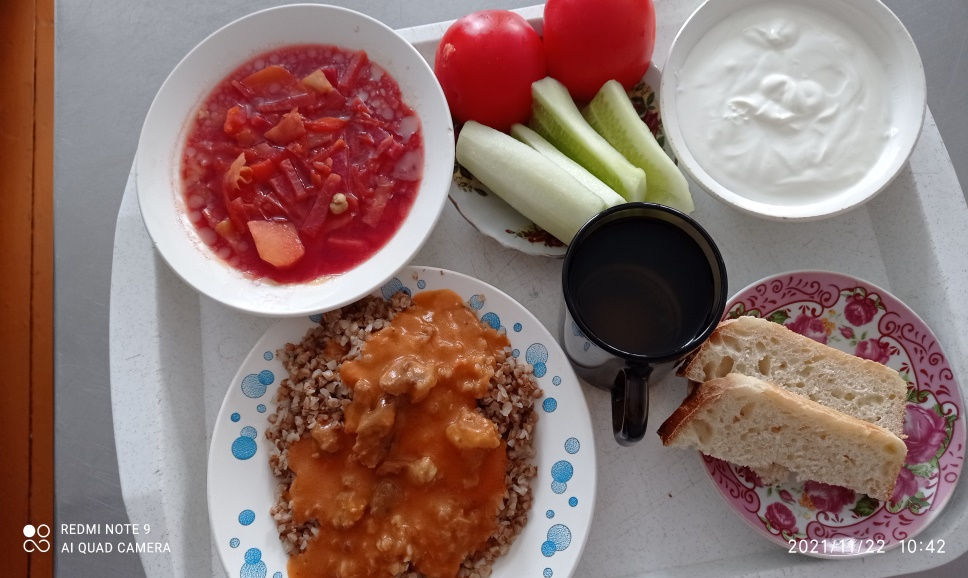 REDMI NOTE 9
AI QUAD CAMERA
2021/11/22 10:42